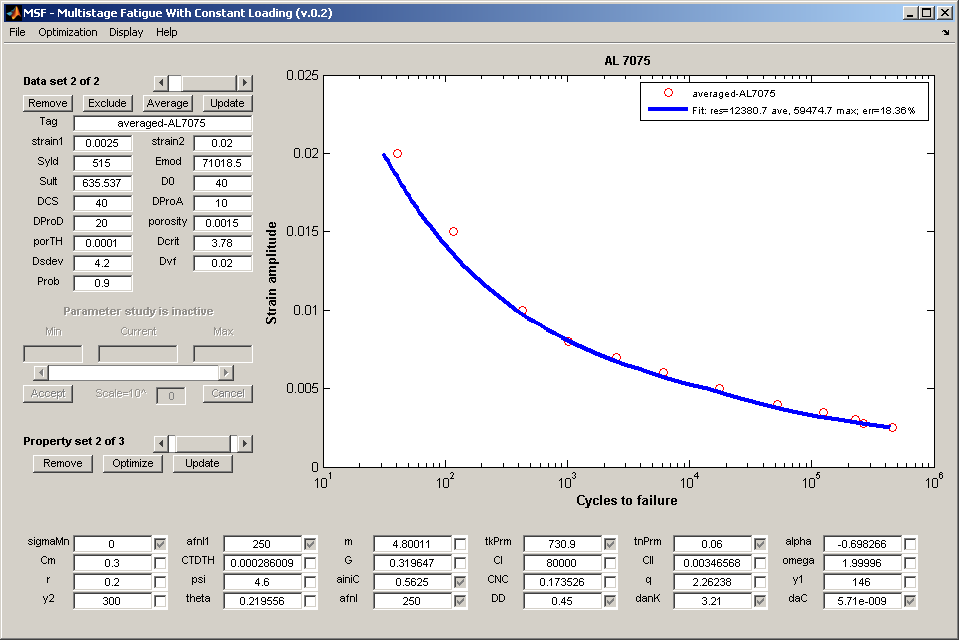 MSF - Multistage Fatigue With Constant Loading (v.0.2)
File Optimization Display Help
Data set 2 of 2
Remove Exclude Average Update
Tag averaged-AL7075
strain1 0.0025 strain2 0.02
Syld 515 Emod 71018.5
Sult 635.537 D0 40
DCS 40 DProA 10
DProD 20 porosity 0.0015
porTH 0.0001 Dcrit 3.78
Dsdev 4.2 Dvf 0.02
Prob 0.9
Parameter study is inactive
Min Current Max
Accept Scale=10^ 0 Cancel
Property set 2 of 3
Remove Optimize Update
AL 7075
averaged-AL7075
Fit: res=12380.7 ave, 59474.7 max; err=18.36%
Strain amplitude
0.025
0.02
0.015
0.01
0.005
0
10^1 10^2 10^3 10^4 10^5 10^6
Cycles to failure
sigmaMn 0 afnl1 250 m 4.80011 tkPrm 730.9 tnPrm 0.06 alpha -0.698266
Cm 0.3 CTDTH 0.000286009 G 0.319647 CI 80000 CII 0.00346568 omega 1.99996
r 0.2 psi 4.6 ainiC 0.5625 CNC 0.173526 q 2.26238 y1 146
y2 300 theta 0.219556 afnl 250 DD 0.45 danK 3.21 daC 5.71e-009